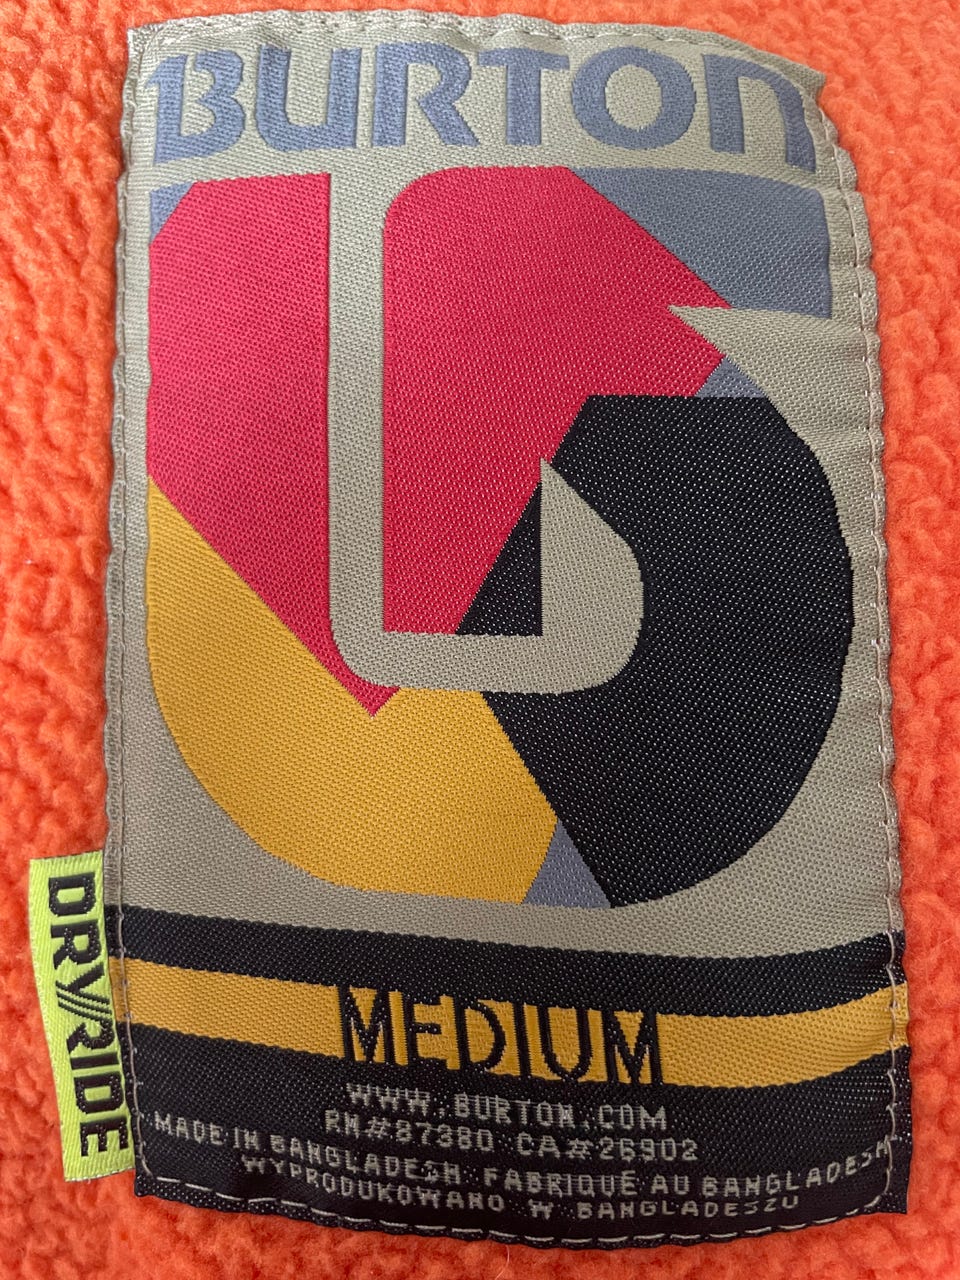 BURTON
DRY///RIDE
MEDIUM
WWW.BURTON.COM
RN#87380 CA#26902
MADE IN BANGLADESH FABRIQUÉ AU BANGLADESH
WYPRODUKOWANO W BANGLADESZU